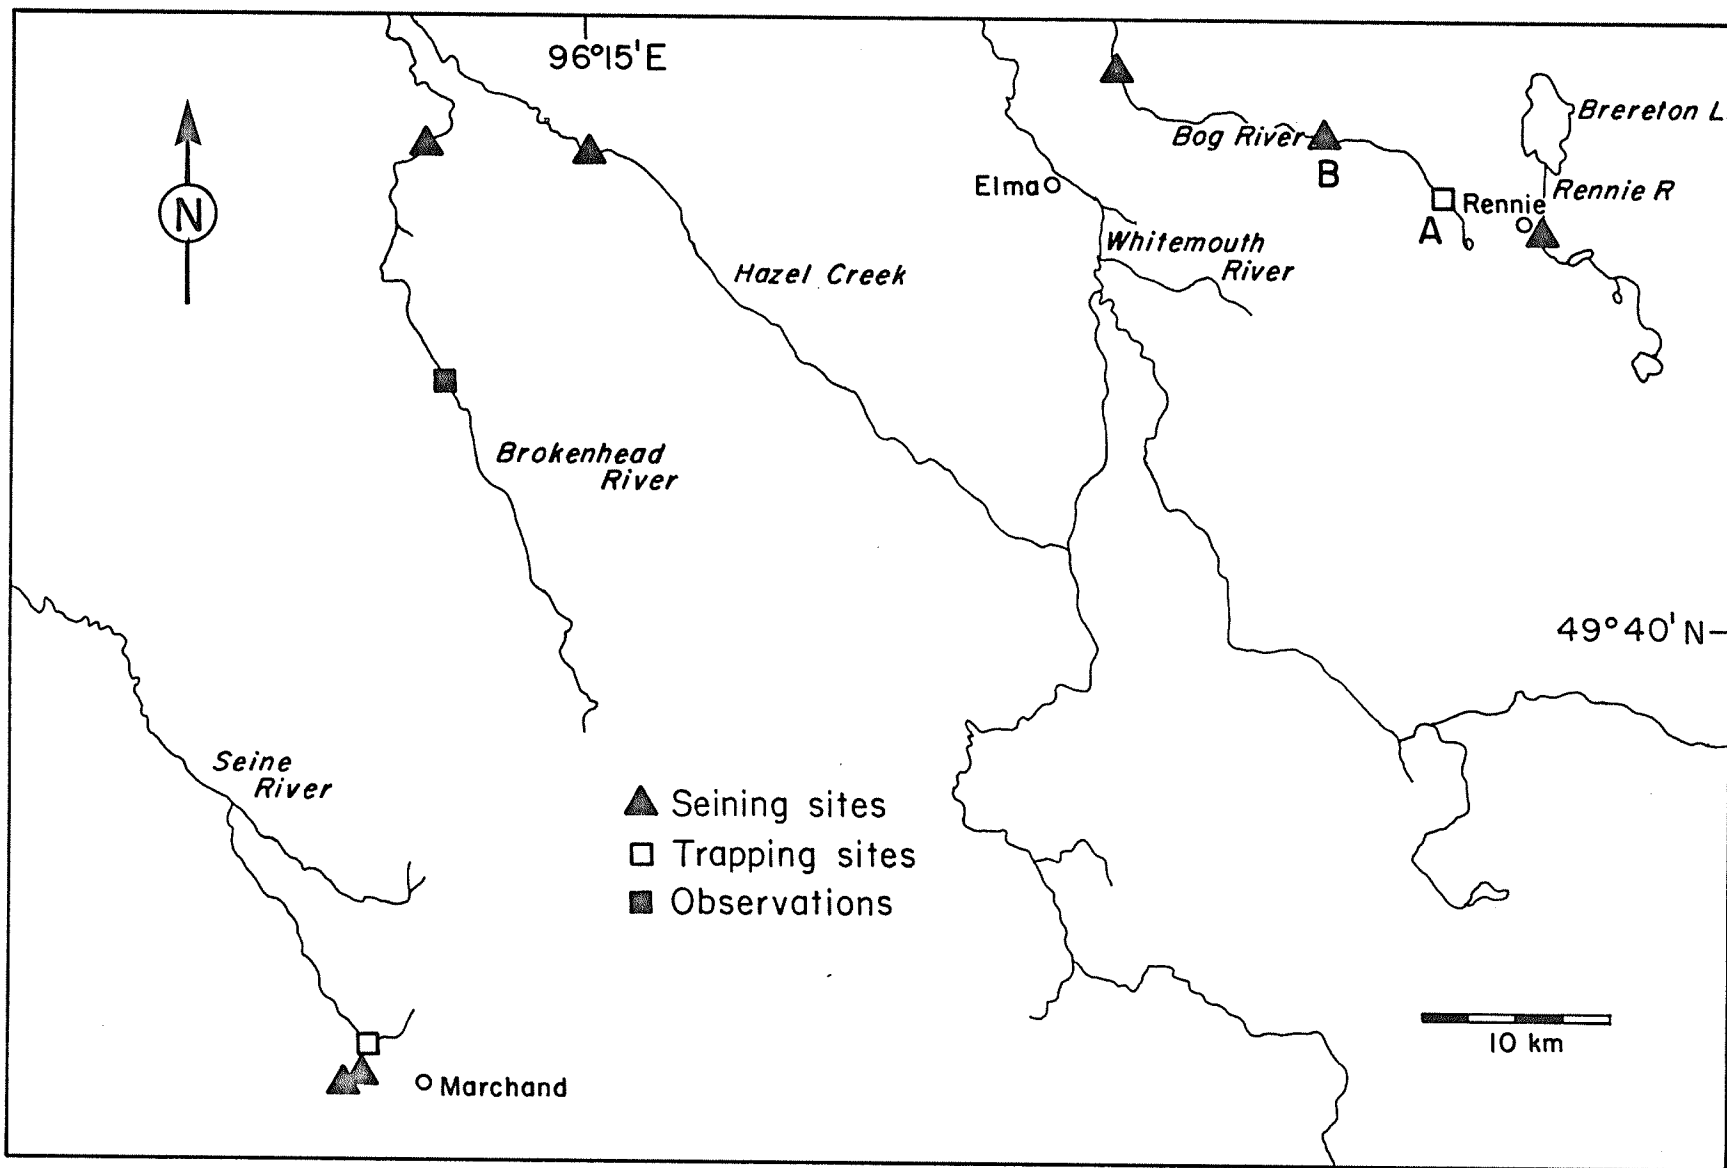 96°15'E
Brereton L.
Bog River
B
Elma
Rennie R
Rennie
A
N
Whitemouth
River
Hazel Creek
Brokenhead
River
49°40'N
Seine
River
Seining sites
Trapping sites
Observations
10 km
Marchand